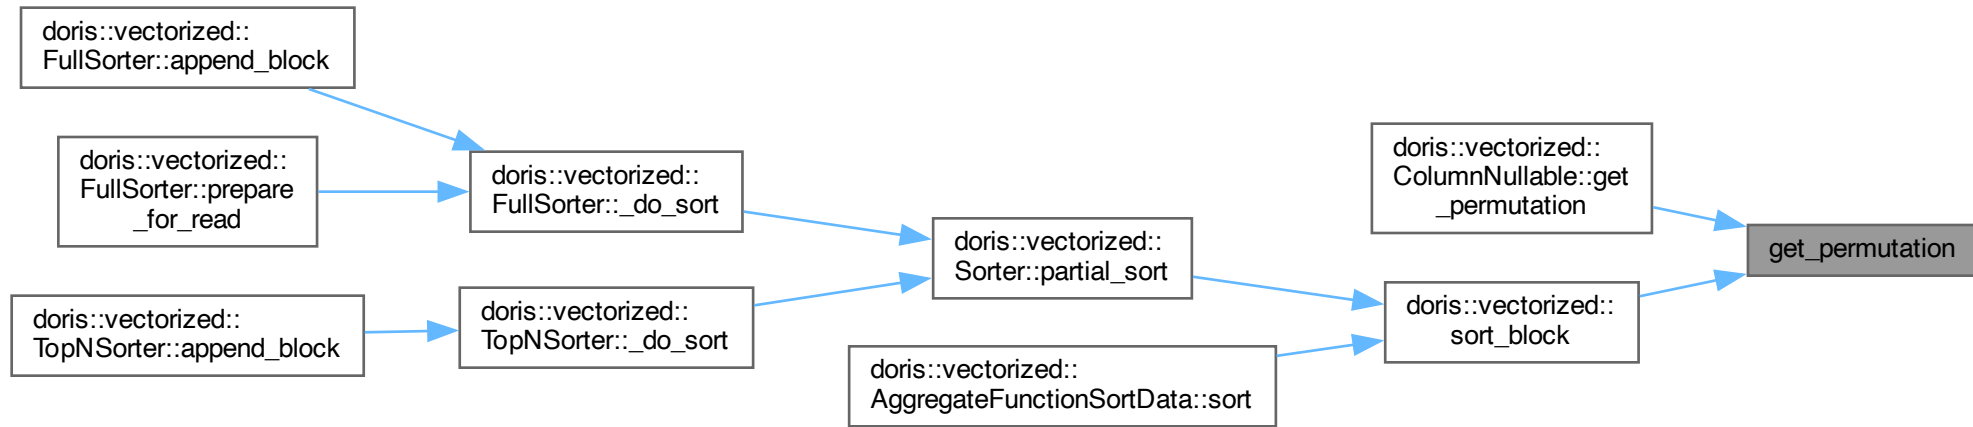 doris::vectorized::
FullSorter::append_block
doris::vectorized::
FullSorter::prepare
_for_read
doris::vectorized::
TopNSorter::append_block
doris::vectorized::
FullSorter::_do_sort
doris::vectorized::
TopNSorter::_do_sort
doris::vectorized::
Sorter::partial_sort
doris::vectorized::
AggregateFunctionSortData::sort
doris::vectorized::
ColumnNullable::get
_permutation
doris::vectorized::
sort_block
get_permutation